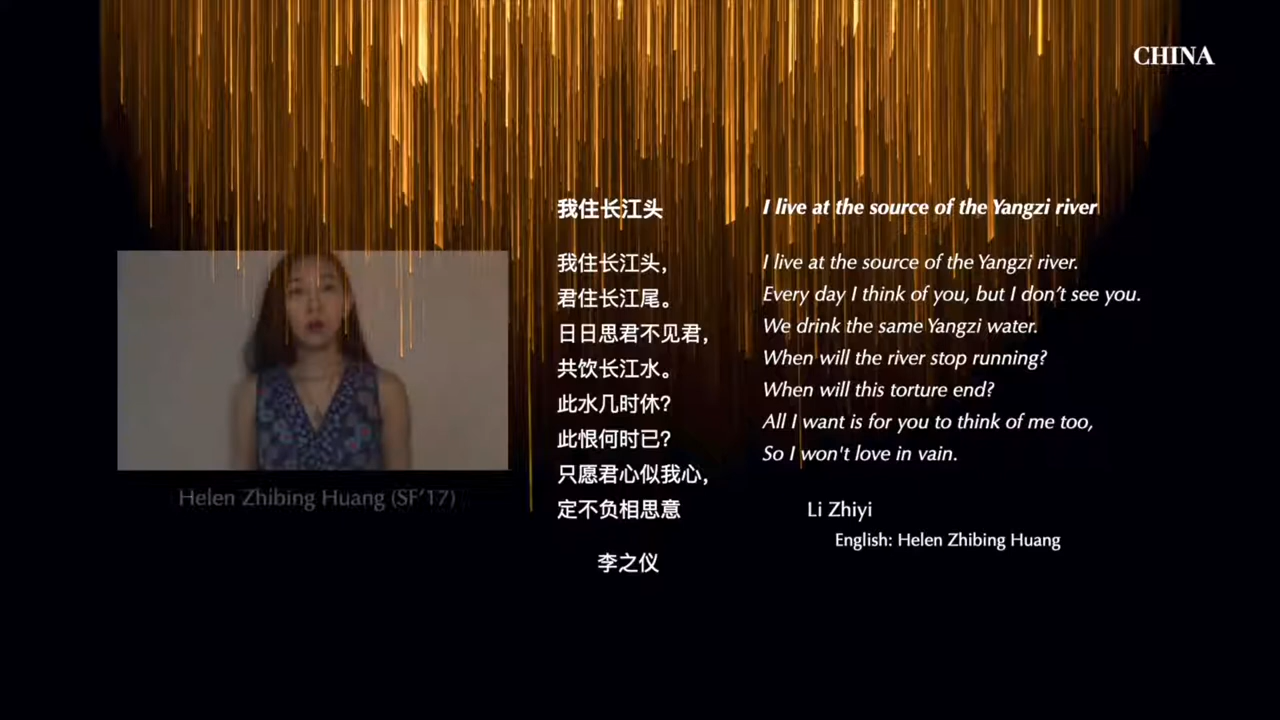 CHINA
我住长江头
我住长江头,
君住长江尾。
日日思君不见君,
共饮长江水。
此水几时休?
此恨何时已?
只愿君心似我心,
定不负相思意
李之仪
I live at the source of the Yangzi river
I live at the source of the Yangzi river.
Every day I think of you, but I don't see you.
We drink the same Yangzi water.
When will the river stop running?
When will this torture end?
All I want is for you to think of me too,
So I won't love in vain.
Li Zhiyi
English: Helen Zhibing Huang
Helen Zhibing Huang (SF'17)